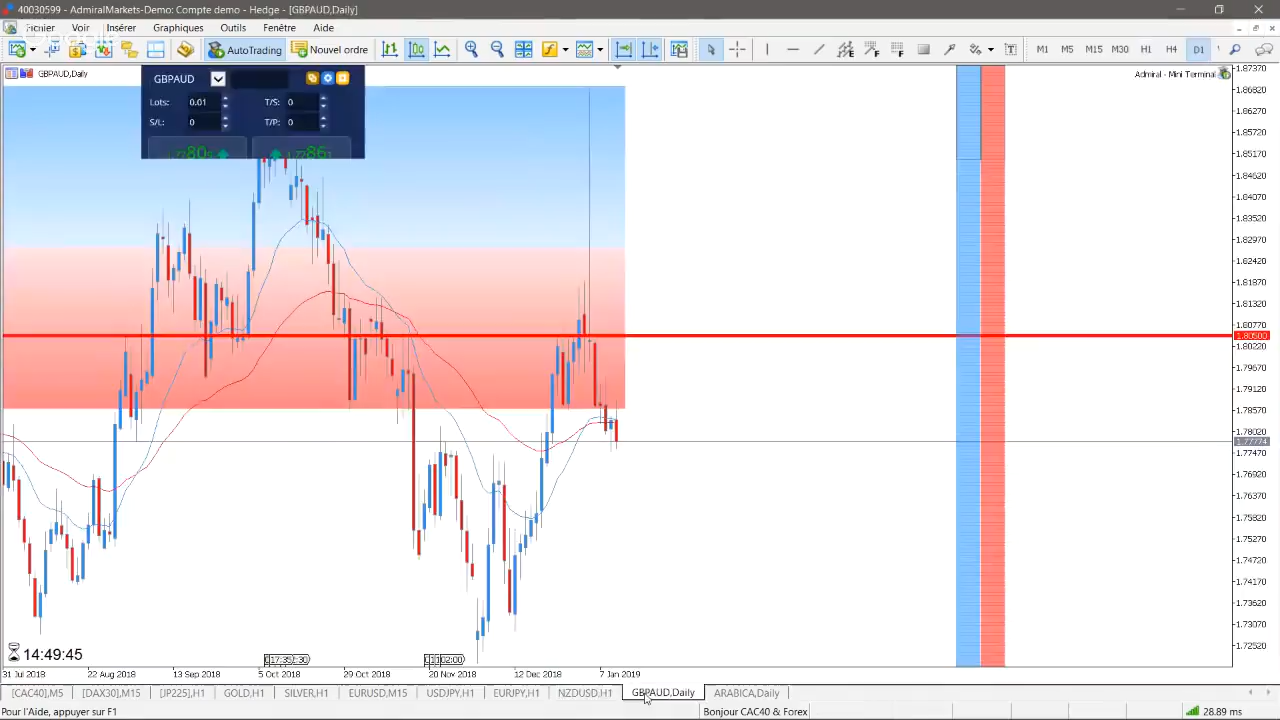 40030599 - AdmiralMarkets-Demo: Compte demo - Hedge - [GBPAUD,Daily]
Fichier Voir Insérer Graphiques Outils Fenêtre Aide
AutoTrading Nouvel ordre M1 M5 M15 M30 H1 H4 D1
GBPAUD,Daily
GBPAUD
Lots: 0.01 T/S: 0
S/L: 0 T/P: 0
Admiral - Mini Terminal
1.87370
1.86820
1.86270
1.85720
1.85170
1.84620
1.84070
1.83520
1.82970
1.82420
1.81870
1.81320
1.80770
1.80500
1.80220
1.79670
1.79120
1.78570
1.78020
1.77774
1.77470
1.76920
1.76370
1.75820
1.75270
1.74720
1.74170
1.73620
1.73070
1.72520
14:49:45
31 Jul 2018 22 Aug 2018 13 Sep 2018 5 Oct 2018 29 Oct 2018 20 Nov 2018 12 Dec 2018 7 Jan 2019
[CAC40],M5 [DAX30],M15 [JP225],H1 GOLD,H1 SILVER,H1 EURUSD,M15 USDJPY,H1 EURJPY,H1 NZDUSD,H1 GBPAUD,Daily ARABICA,Daily
Pour l'Aide, appuyer sur F1 Bonjour CAC40 & Forex 28.89 ms